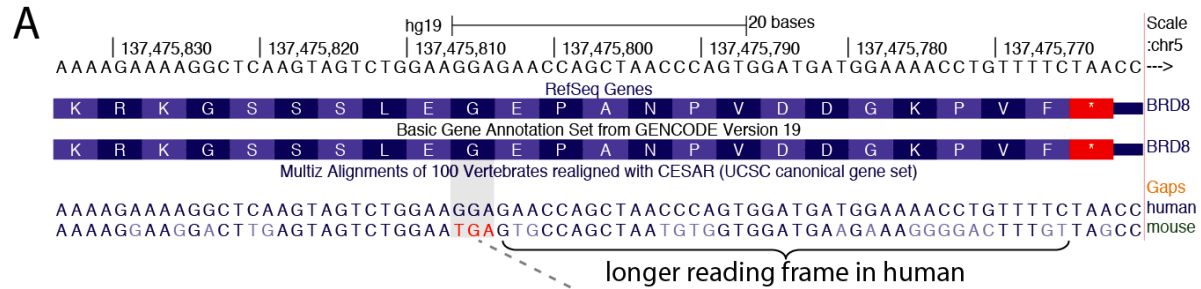 A
hg19 20 bases Scale
137,475,830 137,475,820 137,475,810 137,475,800 137,475,790 137,475,780 137,475,770 :chr5
AAAAGAAAAGGCTCAAGTAGTCTGGAAGGAGAACCAGCTAACCCAGTGGATGATGGAAAACCTGTTTTCTAACC --->
RefSeq Genes
K R K G S S S L E G E P A N P V D D G K P V F * BRD8
Basic Gene Annotation Set from GENCODE Version 19
K R K G S S S L E G E P A N P V D D G K P V F * BRD8
Multiz Alignments of 100 Vertebrates realigned with CESAR (UCSC canonical gene set)
Gaps
AAAAGAAAAGGCTCAAGTAGTCTGGAAGGAGAACCAGCTAACCCAGTGGATGATGGAAAACCTGTTTTCTAACC human
AAAAGGAAGGACTTGAGTAGTCTGGAATGAGTGCCAGCTAATGTGGTGGATGAAGAAAGGGGACTTTGTTAGCC mouse
longer reading frame in human